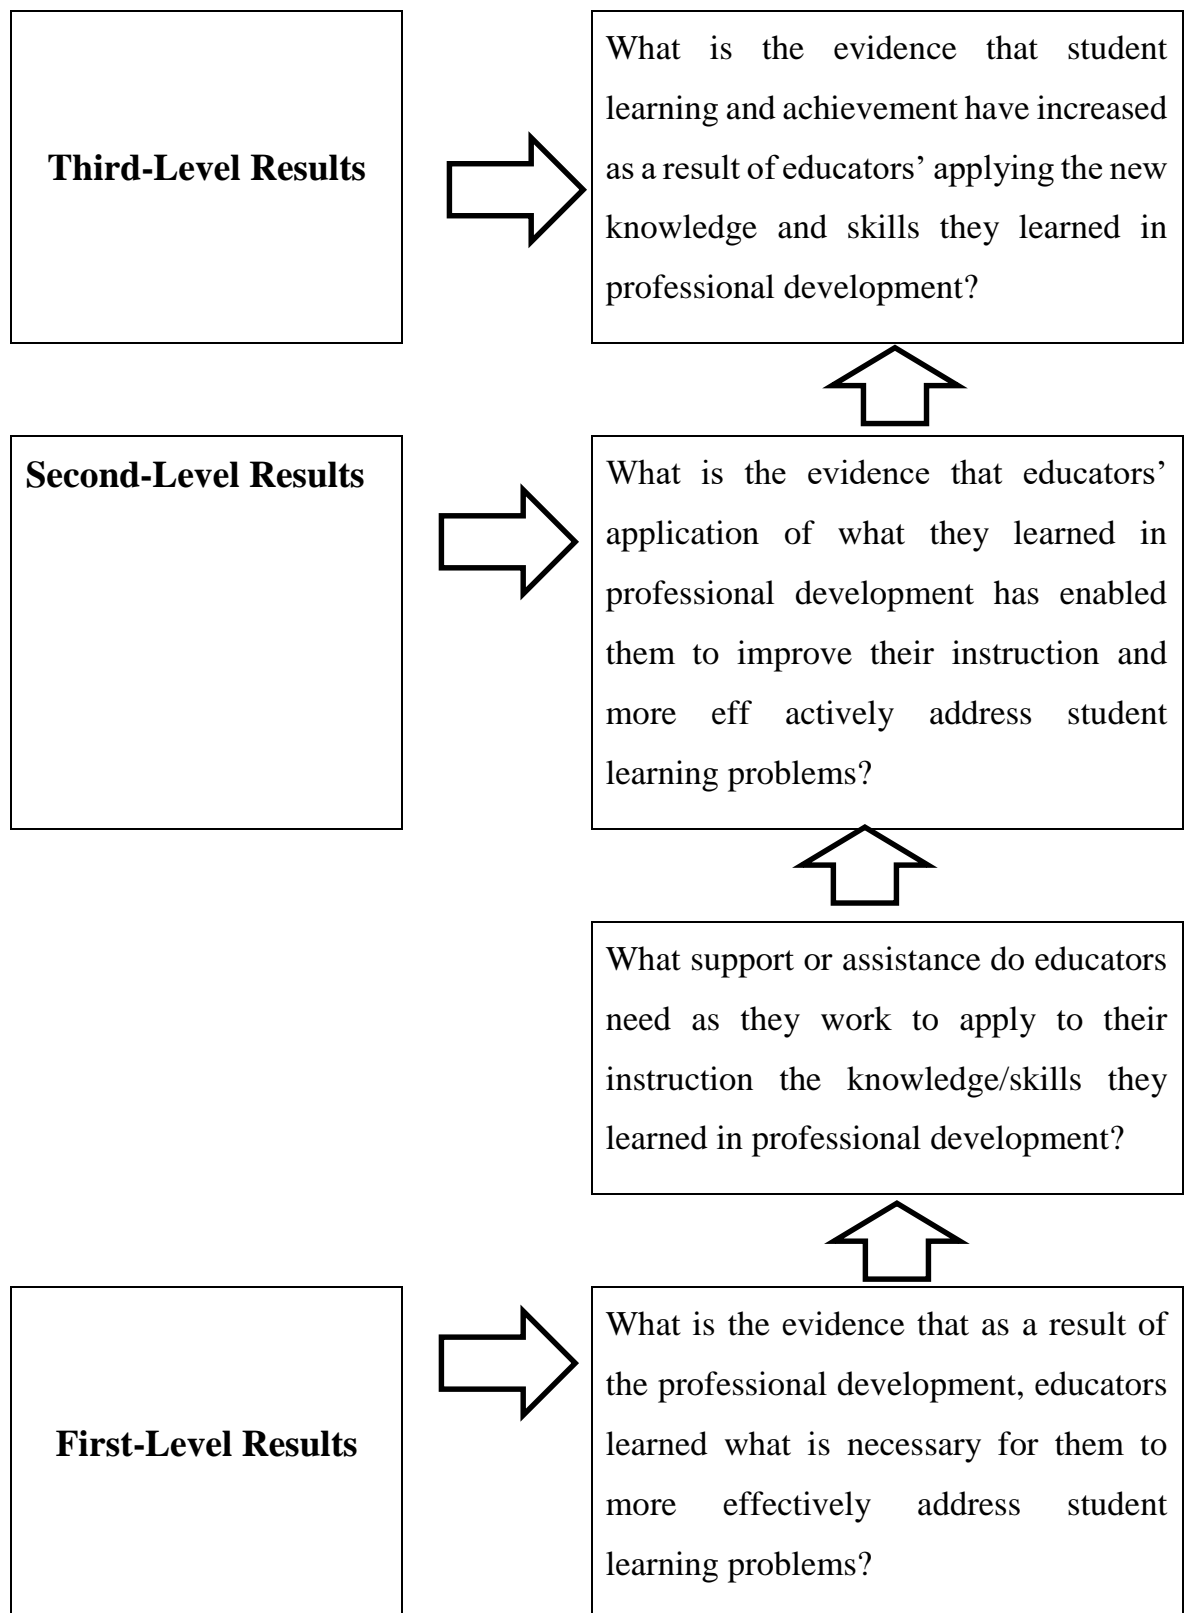 Third-Level Results
What is the evidence that student
learning and achievement have increased
as a result of educators’ applying the new
knowledge and skills they learned in
professional development?
Second-Level Results
What is the evidence that educators’
application of what they learned in
professional development has enabled
them to improve their instruction and
more eff actively address student
learning problems?
What support or assistance do educators
need as they work to apply to their
instruction the knowledge/skills they
learned in professional development?
First-Level Results
What is the evidence that as a result of
the professional development, educators
learned what is necessary for them to
more effectively address student
learning problems?